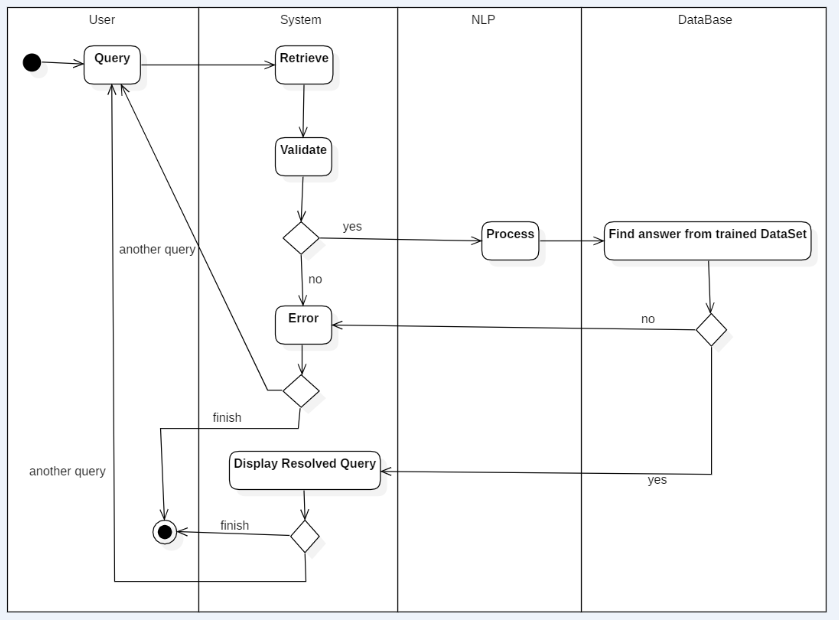 User
System
NLP
DataBase
Query
Retrieve
Validate
yes
Process
Find answer from trained DataSet
another query
no
Error
no
finish
Display Resolved Query
another query
yes
finish